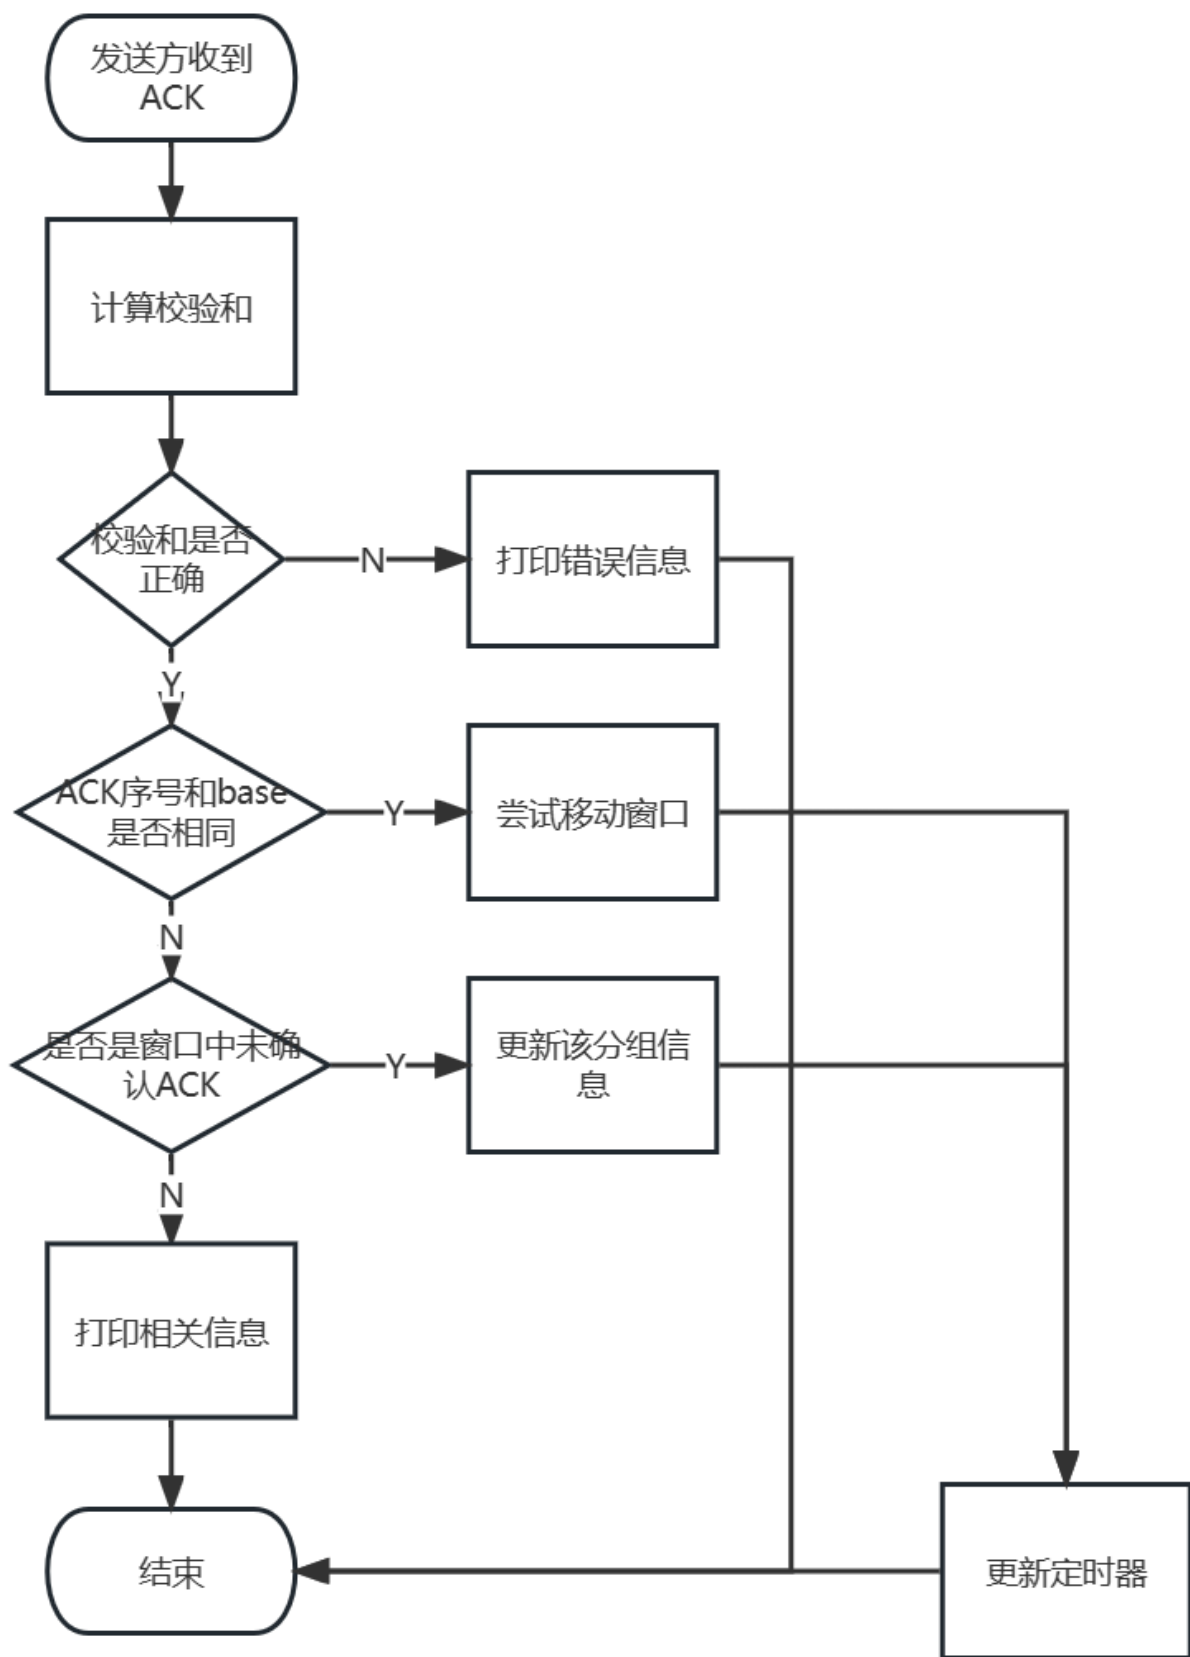 发送方收到
ACK
计算校验和
校验和是否
正确
N
打印错误信息
Y
ACK序号和base
是否相同
Y
尝试移动窗口
N
是否是窗口中未确
认ACK
Y
更新该分组信
息
N
打印相关信息
结束
更新定时器